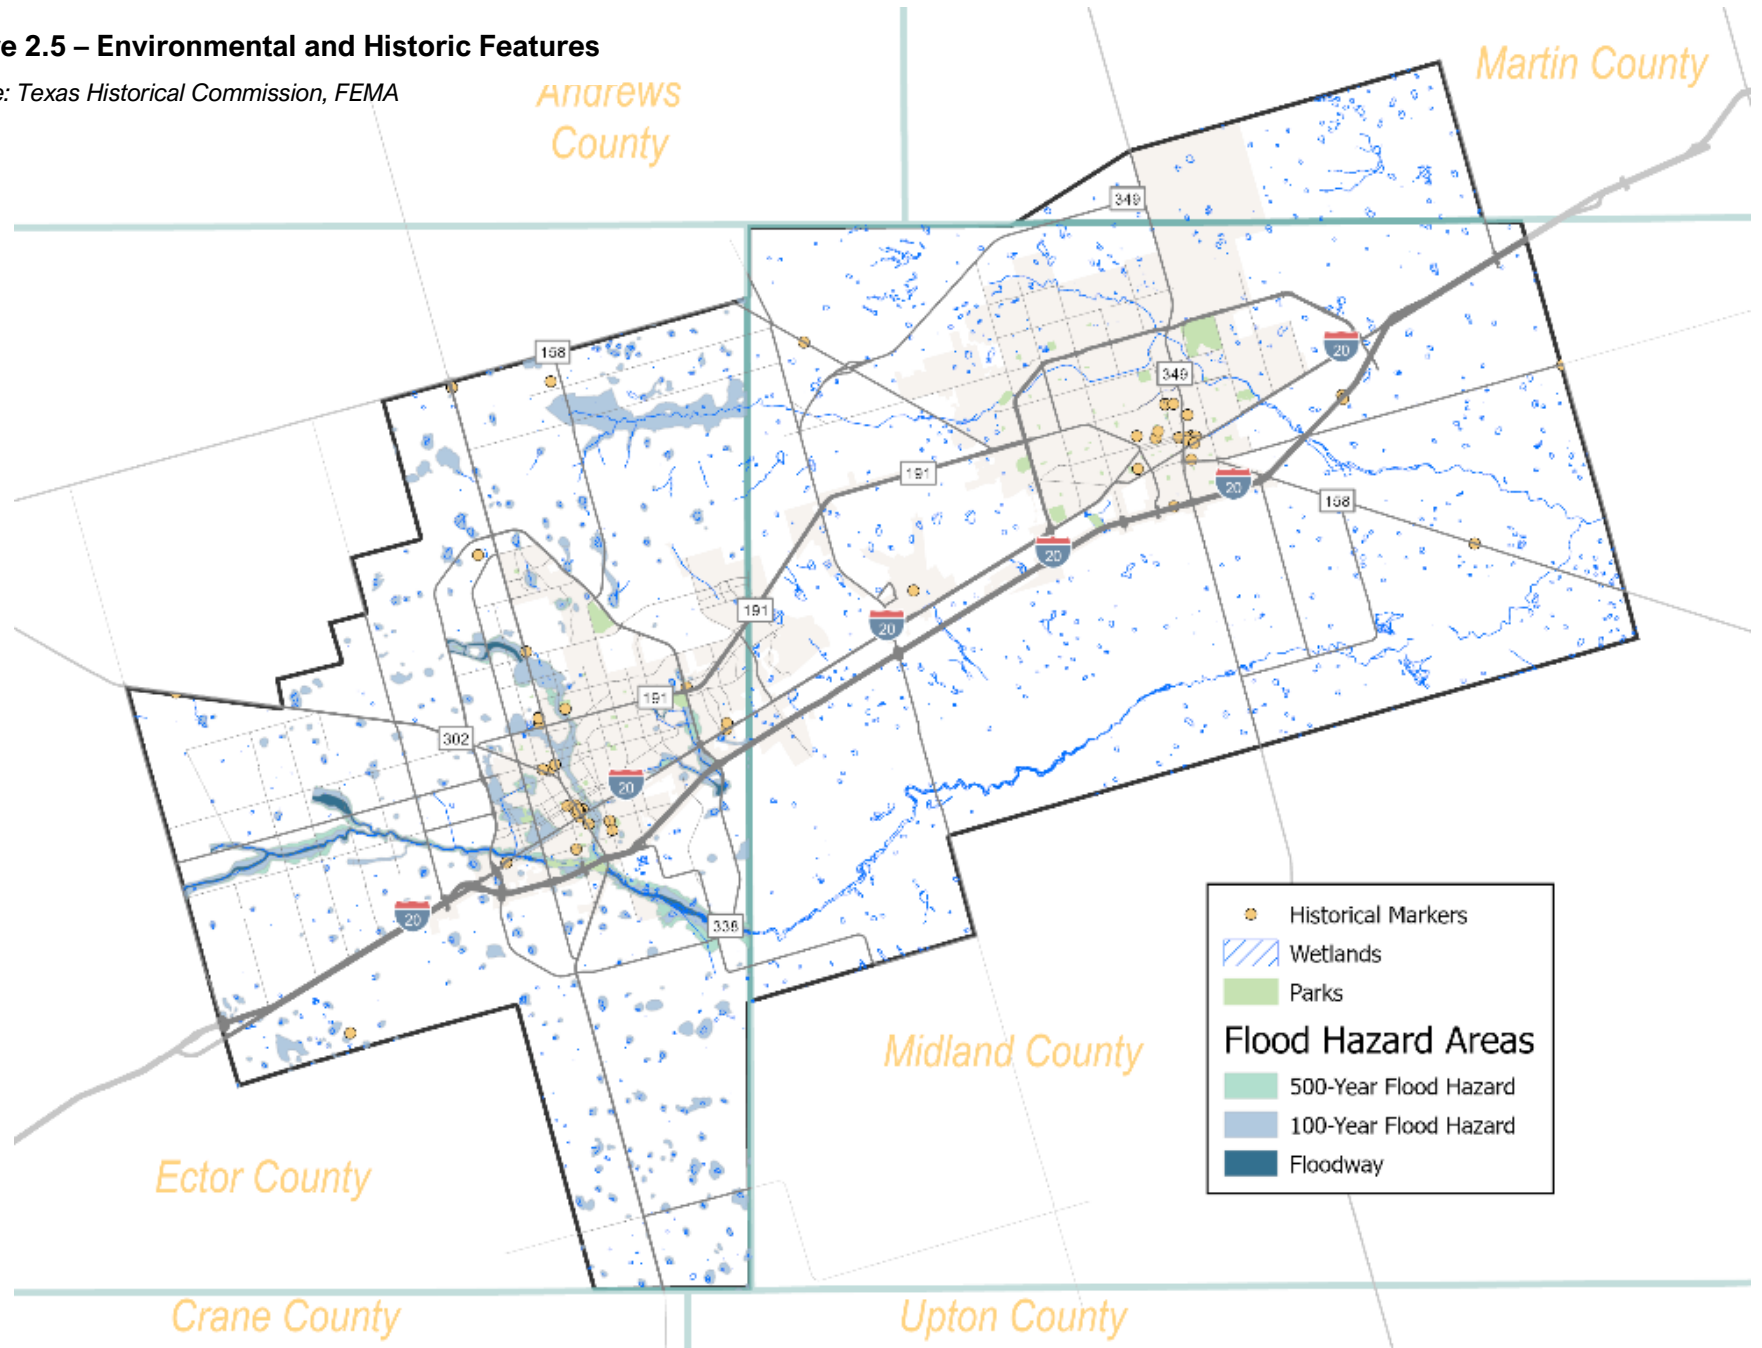 e 2.5 – Environmental and Historic Features
e: Texas Historical Commission, FEMA
Andrews
County
Martin County
349
158
20
349
191
20
158
20
191
20
191
302
20
338
20
Historical Markers
Wetlands
Parks
Flood Hazard Areas
500-Year Flood Hazard
100-Year Flood Hazard
Floodway
Midland County
Ector County
Crane County
Upton County